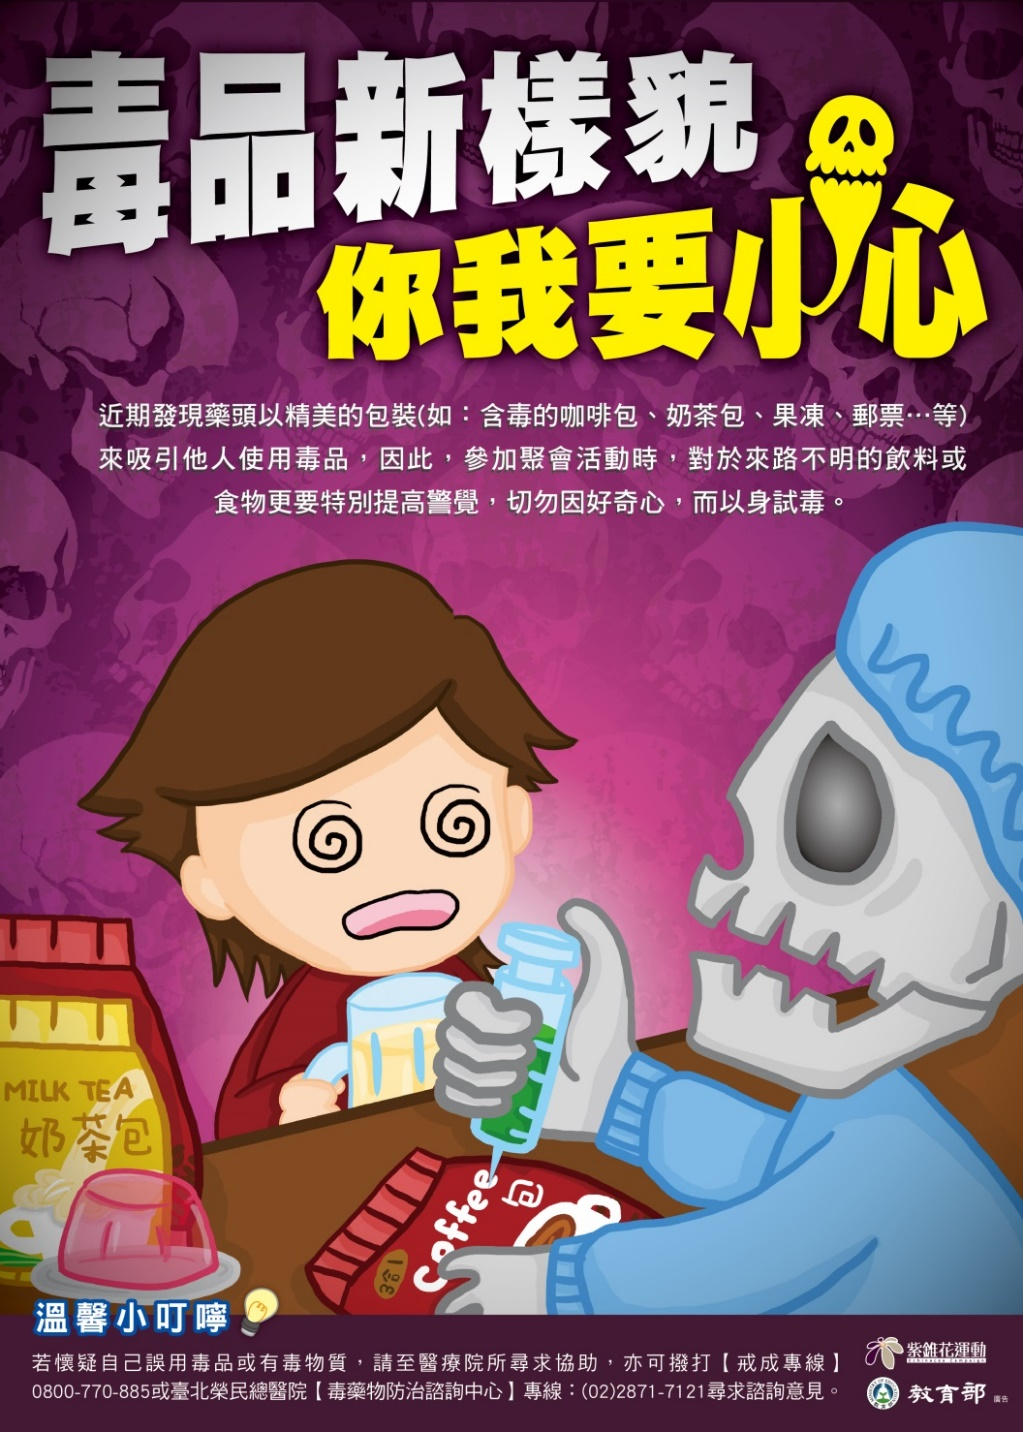 毒品新樣貌
你我要小心
近期發現藥頭以精美的包裝(如：含毒的咖啡包、奶茶包、果凍、郵票…等)
來吸引他人使用毒品，因此，參加聚會活動時，對於來路不明的飲料或
食物更要特別提高警覺，切勿因好奇心，而以身試毒。
MILK TEA
奶茶包
Coffee
包
3合1
溫馨小叮嚀
若懷疑自己誤用毒品或有毒物質，請至醫療院所尋求協助，亦可撥打【戒成專線】
0800-770-885或臺北榮民總醫院【毒藥物防治諮詢中心】專線：(02)2871-7121尋求諮詢意見。
紫錐花運動
Echinacea Campaign
教育部
廣告